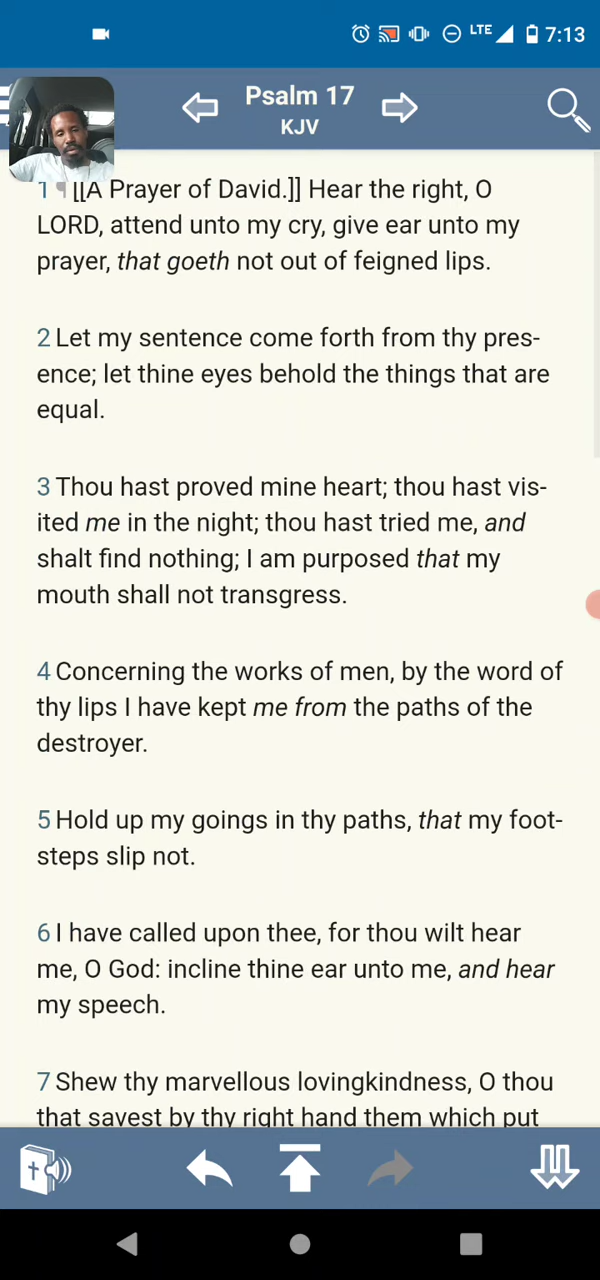 LTE 7:13
Psalm 17
KJV
1 ¶ [[A Prayer of David.]] Hear the right, O
LORD, attend unto my cry, give ear unto my
prayer, that goeth not out of feigned lips.
2 Let my sentence come forth from thy pres-
ence; let thine eyes behold the things that are
equal.
3 Thou hast proved mine heart; thou hast vis-
ited me in the night; thou hast tried me, and
shalt find nothing; I am purposed that my
mouth shall not transgress.
4 Concerning the works of men, by the word of
thy lips I have kept me from the paths of the
destroyer.
5 Hold up my goings in thy paths, that my foot-
steps slip not.
6 I have called upon thee, for thou wilt hear
me, O God: incline thine ear unto me, and hear
my speech.
7 Shew thy marvellous lovingkindness, O thou
that savest by thy right hand them which put